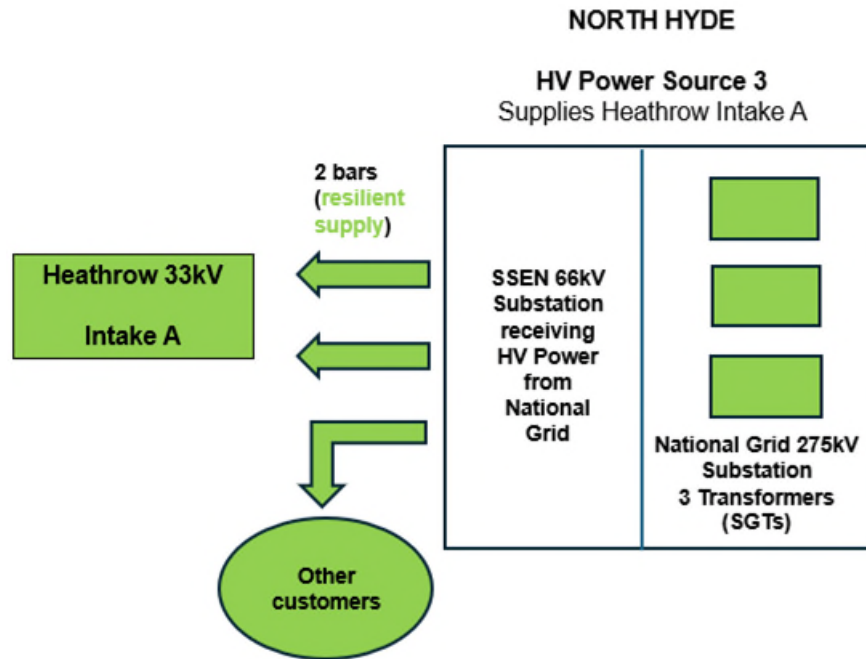 NORTH HYDE
HV Power Source 3
Supplies Heathrow Intake A
2 bars
(resilient
supply)
Heathrow 33kV
Intake A
SSEN 66kV
Substation
receiving
HV Power
from
National
Grid
National Grid 275kV
Substation
3 Transformers
(SGTs)
Other
customers